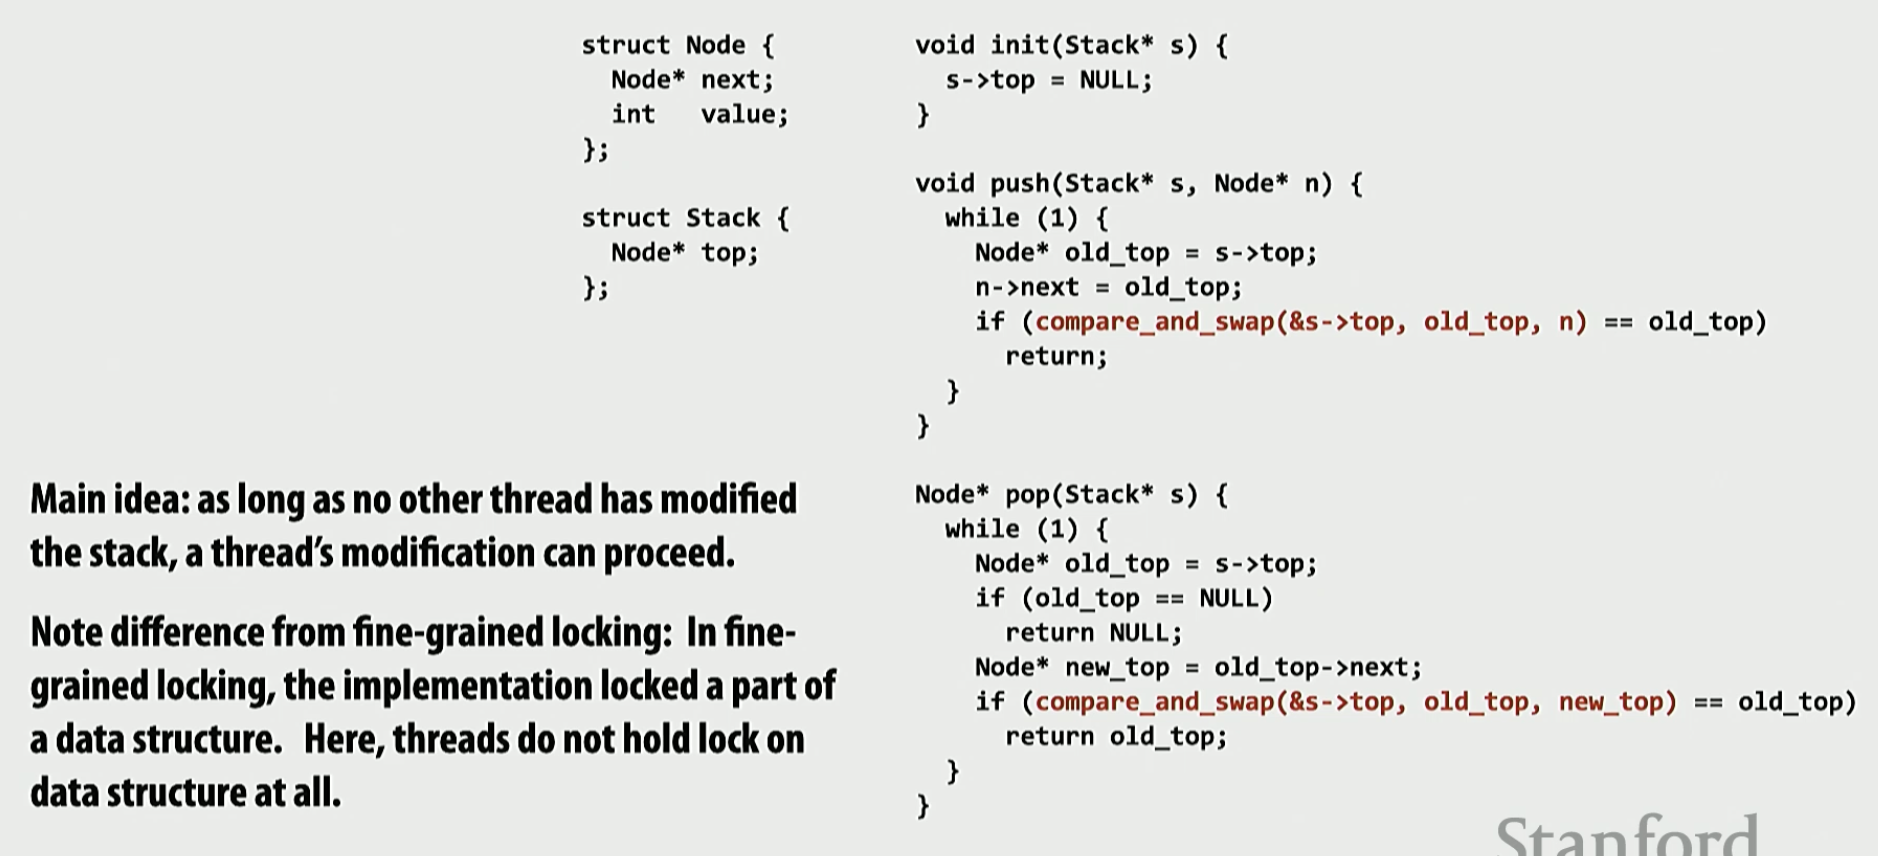 struct Node {
  Node* next;
  int   value;
};
struct Stack {
  Node* top;
};
void init(Stack* s) {
  s->top = NULL;
}
void push(Stack* s, Node* n) {
  while (1) {
    Node* old_top = s->top;
    n->next = old_top;
    if (compare_and_swap(&s->top, old_top, n) == old_top)
      return;
  }
}
Node* pop(Stack* s) {
  while (1) {
    Node* old_top = s->top;
    if (old_top == NULL)
      return NULL;
    Node* new_top = old_top->next;
    if (compare_and_swap(&s->top, old_top, new_top) == old_top)
      return old_top;
  }
}
Main idea: as long as no other thread has modified
the stack, a thread's modification can proceed.
Note difference from fine-grained locking: In fine-
grained locking, the implementation locked a part of
a data structure. Here, threads do not hold lock on
data structure at all.
Stanford